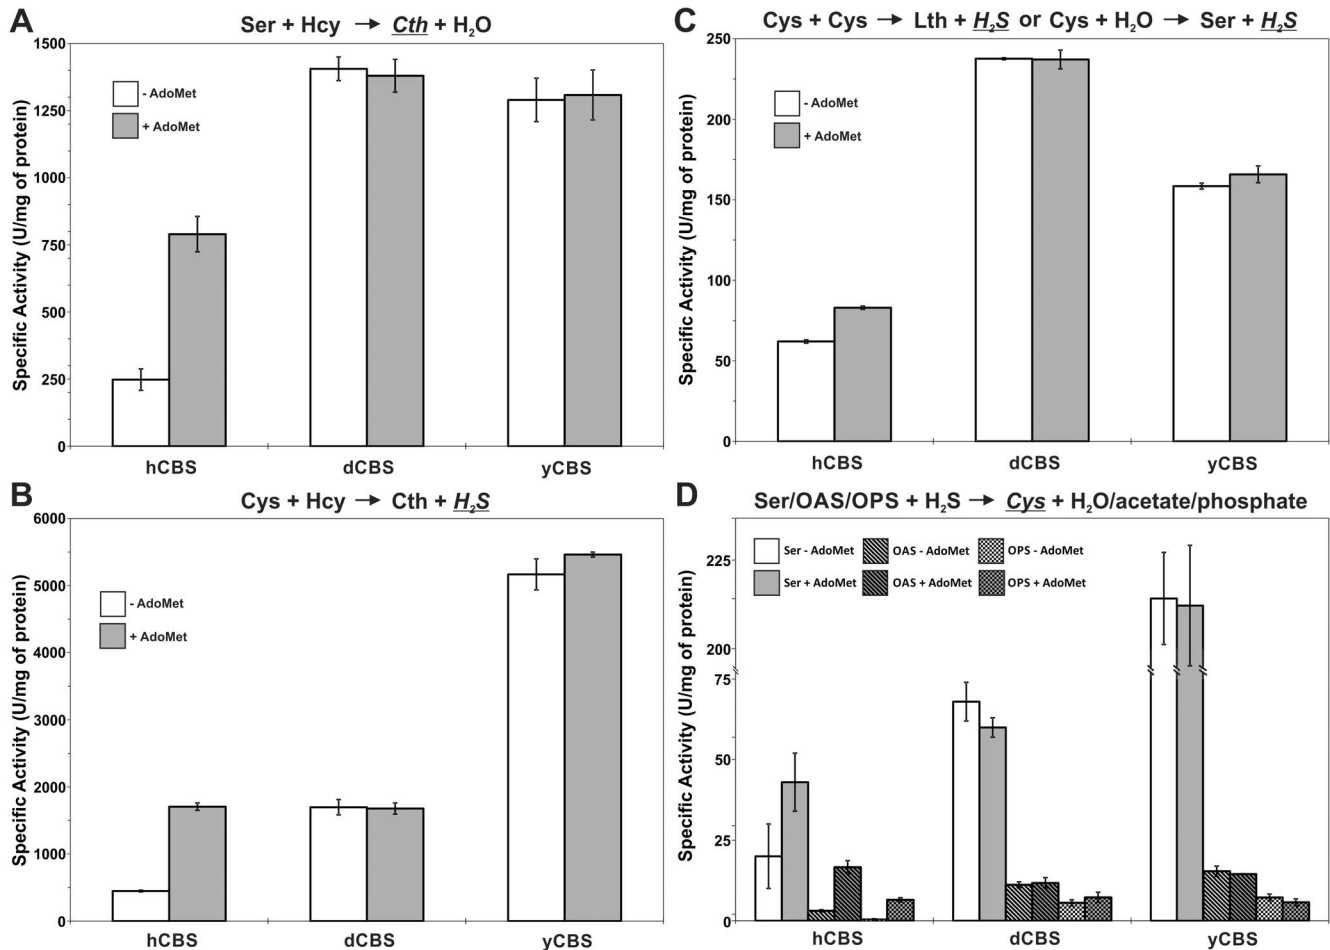 A
Ser + Hcy → Cth + H₂O
Specific Activity (U/mg of protein)
1500
1250
1000
750
500
250
0
- AdoMet
+ AdoMet
hCBS
dCBS
yCBS
B
Cys + Hcy → Cth + H₂S
Specific Activity (U/mg of protein)
6000
5000
4000
3000
2000
1000
0
- AdoMet
+ AdoMet
hCBS
dCBS
yCBS
C
Cys + Cys → Lth + H₂S or Cys + H₂O → Ser + H₂S
Specific Activity (U/mg of protein)
250
200
150
100
50
0
- AdoMet
+ AdoMet
hCBS
dCBS
yCBS
D
Ser/OAS/OPS + H₂S → Cys + H₂O/acetate/phosphate
Specific Activity (U/mg of protein)
225
200
75
50
25
0
Ser - AdoMet
OAS - AdoMet
OPS - AdoMet
Ser + AdoMet
OAS + AdoMet
OPS + AdoMet
hCBS
dCBS
yCBS